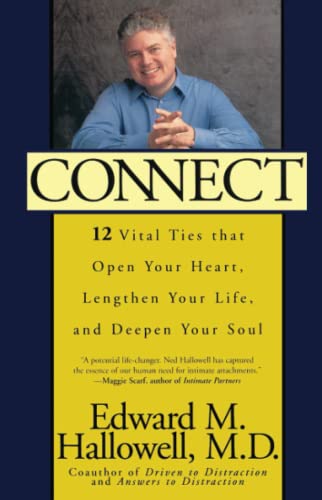 CONNECT
12 Vital Ties that
Open Your Heart,
Lengthen Your Life,
and Deepen Your Soul
"A potential life-changer. Ned Hallowell has captured
the essence of our human need for intimate attachments."
—Maggie Scarf, author of Intimate Partners
Edward M.
Hallowell, M.D.
Coauthor of Driven to Distraction
and Answers to Distraction